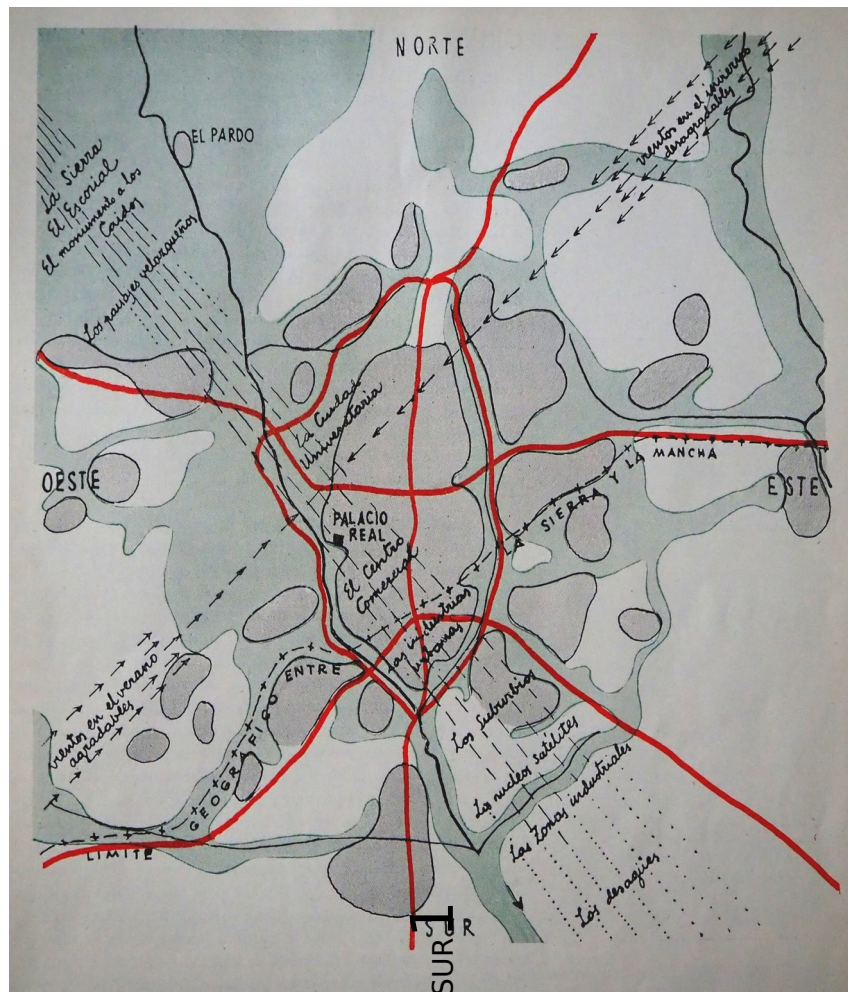 NORTE
vientos en el invierno
desagradables
EL PARDO
La Sierra
El Escorial
El monumento a los
Caidos
Los paisajes velazqueños
La Ciudad
Universitaria
OESTE
MANCHA
ESTE
LA SIERRA Y LA
PALACIO
REAL
El Centro
Comercial
Las industrias
urbanas
ENTRE
vientos en el verano
agradables
GEOGRAFICO
LIMITE
Los Suburbios
Los nucleos satelites
Las Zonas industriales
Los desagües
SUR
1
SUR